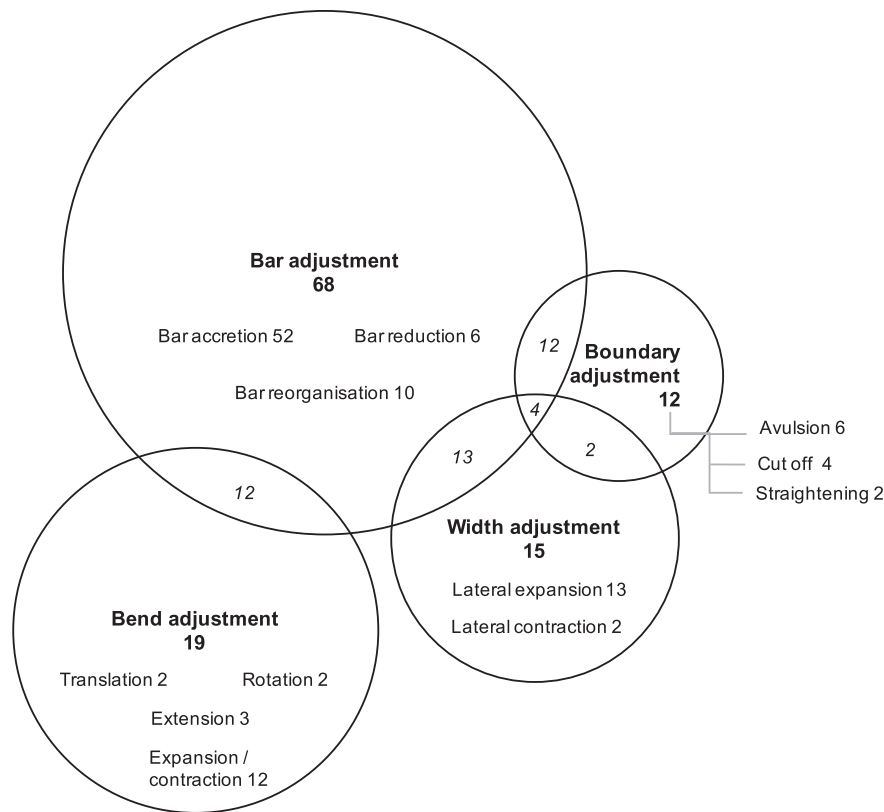 Bar adjustment
68
Bar accretion 52
Bar reduction 6
Bar reorganisation 10
12
Boundary
adjustment
12
4
Avulsion 6
Cut off 4
Straightening 2
2
13
12
Width adjustment
15
Lateral expansion 13
Lateral contraction 2
Bend adjustment
19
Translation 2
Rotation 2
Extension 3
Expansion /
contraction 12